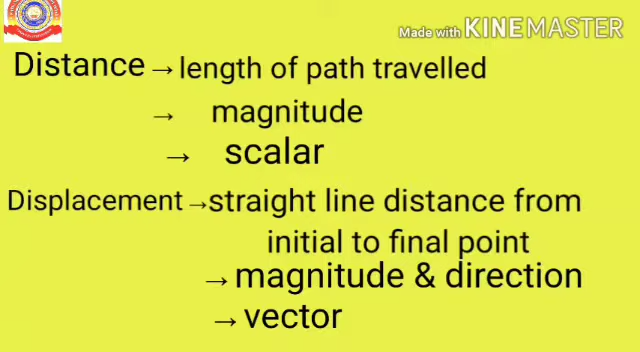 Made with KINEMASTER
Distance → length of path travelled
→ magnitude
→ scalar
Displacement → straight line distance from
initial to final point
→ magnitude & direction
→ vector